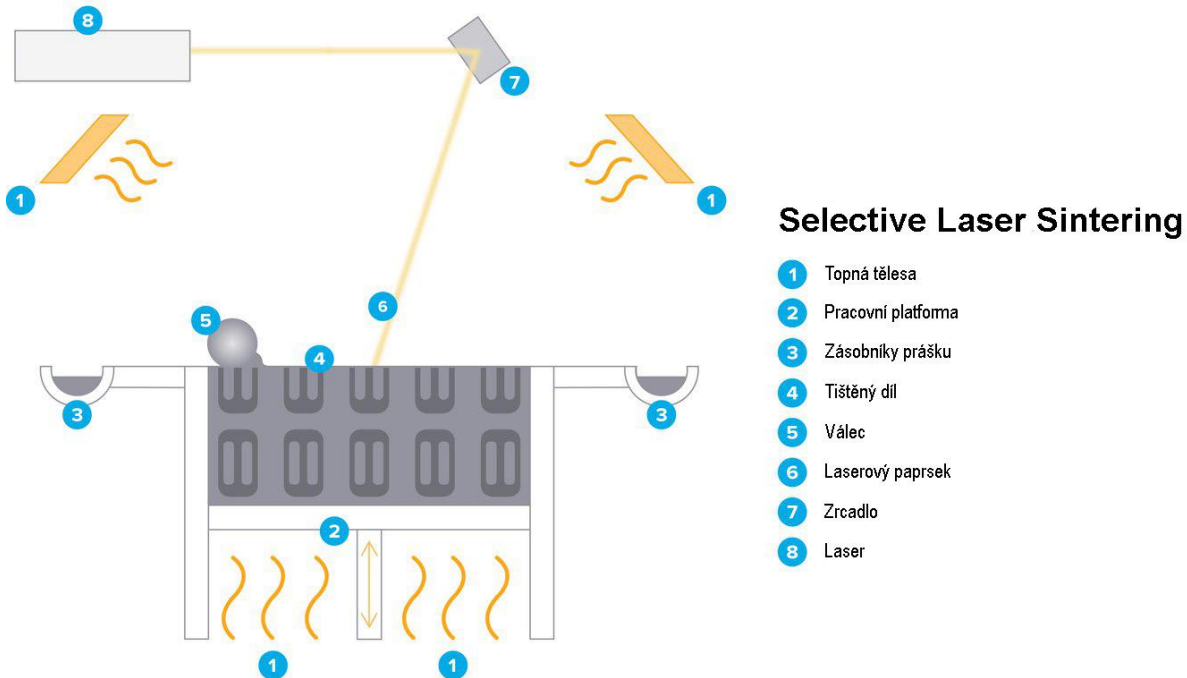 8
7
1
1
Selective Laser Sintering
1 Topná tělesa
6
2 Pracovní platforma
5
3 Zásobníky prášku
4
4 Tištěný díl
3
3
5 Válec
6 Laserový paprsek
7 Zrcadlo
2
8 Laser
1
1